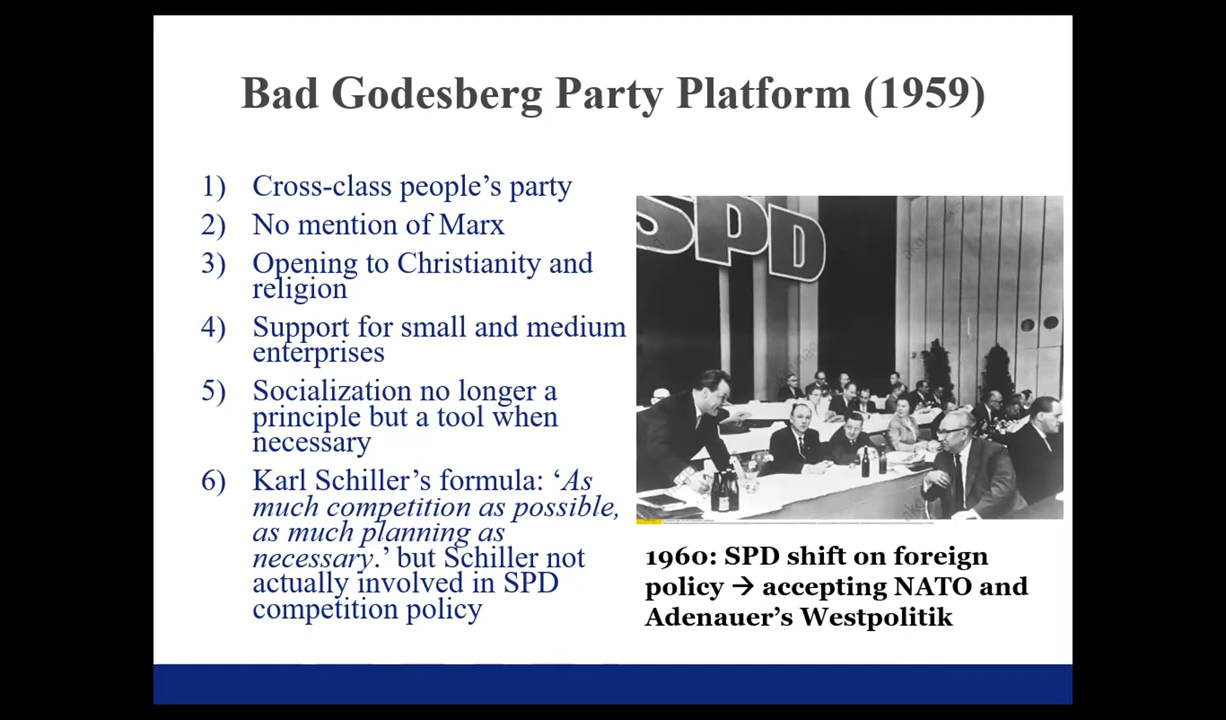 Bad Godesberg Party Platform (1959)
1) Cross-class people’s party
2) No mention of Marx
3) Opening to Christianity and
religion
4) Support for small and medium
enterprises
5) Socialization no longer a
principle but a tool when
necessary
6) Karl Schiller’s formula: ‘As
much competition as possible,
as much planning as
necessary.’ but Schiller not
actually involved in SPD
competition policy
SPD
1960: SPD shift on foreign
policy → accepting NATO and
Adenauer’s Westpolitik